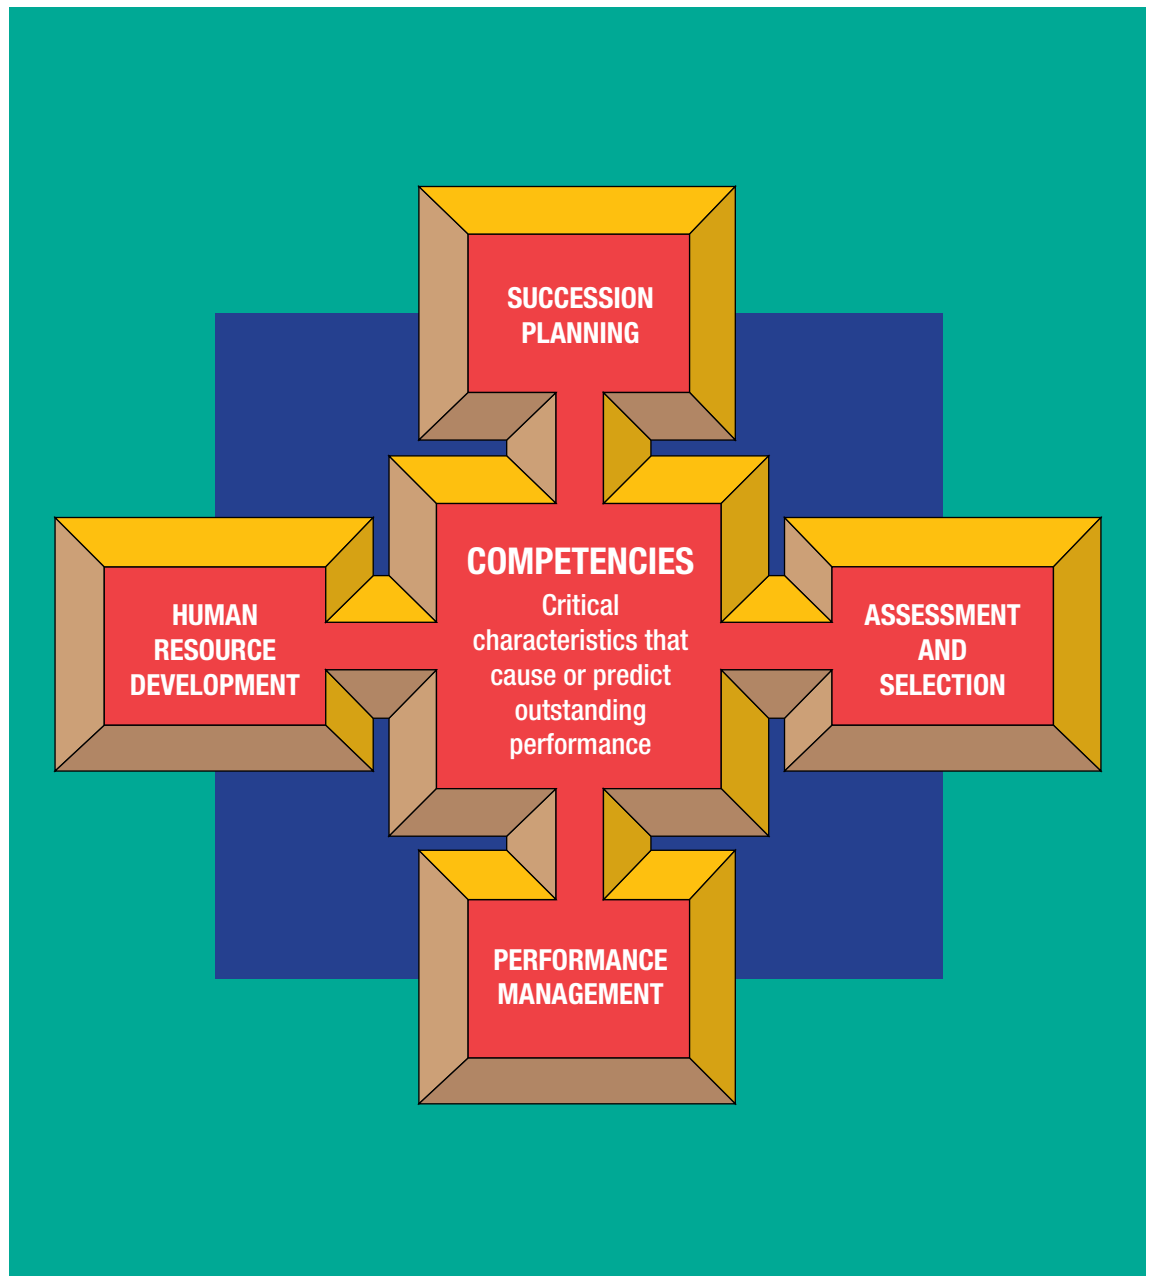 SUCCESSION
PLANNING
HUMAN
RESOURCE
DEVELOPMENT
COMPETENCIES
Critical
characteristics that
cause or predict
outstanding
performance
ASSESSMENT
AND
SELECTION
PERFORMANCE
MANAGEMENT